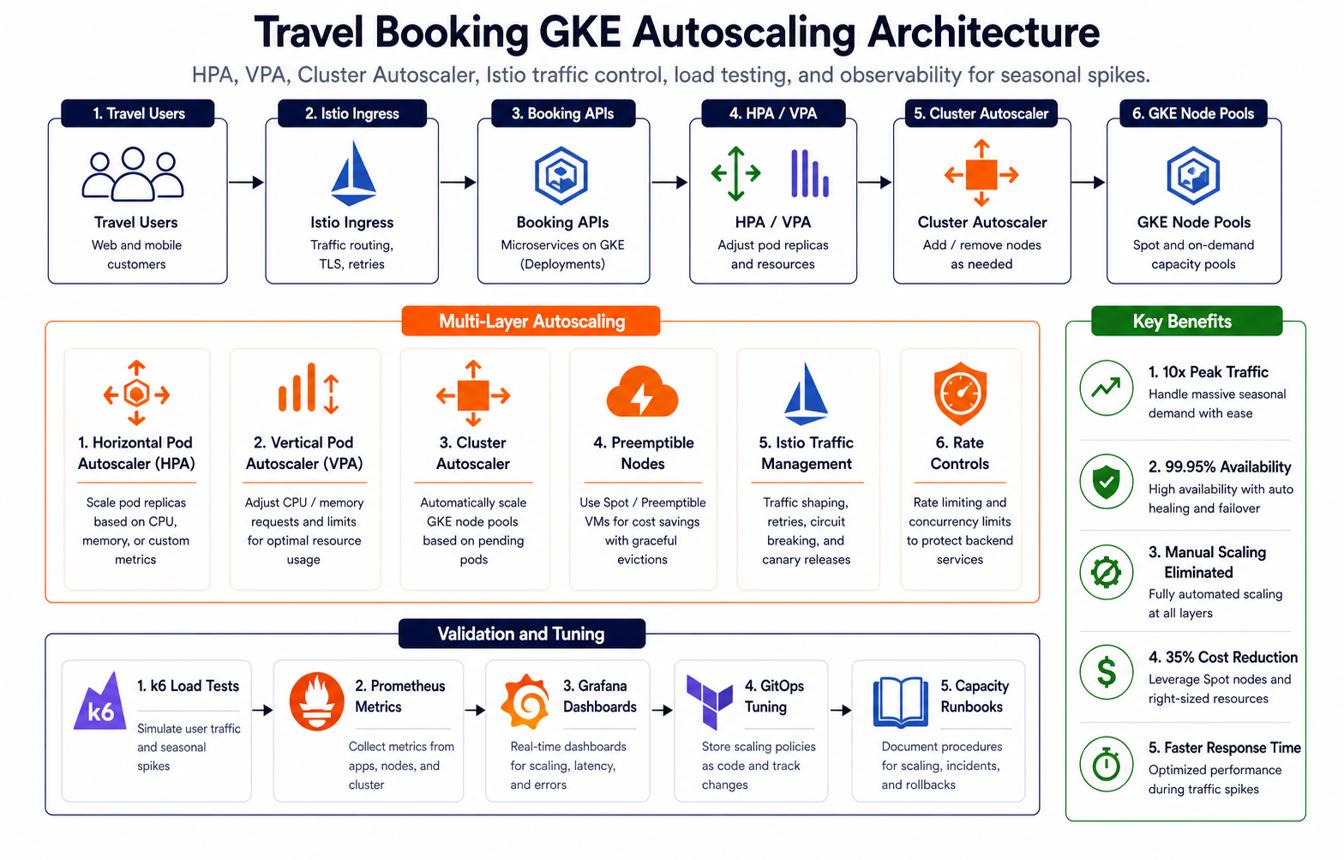 Travel Booking GKE Autoscaling Architecture
HPA, VPA, Cluster Autoscaler, Istio traffic control, load testing, and observability for seasonal spikes.
1. Travel Users
Travel Users
Web and mobile
customers
2. Istio Ingress
Istio Ingress
Traffic routing,
TLS, retries
3. Booking APIs
Booking APIs
Microservices on GKE
(Deployments)
4. HPA / VPA
HPA / VPA
Adjust pod replicas
and resources
5. Cluster Autoscaler
Cluster Autoscaler
Add / remove nodes
as needed
6. GKE Node Pools
GKE Node Pools
Spot and on-demand
capacity pools
Multi-Layer Autoscaling
1. Horizontal Pod
Autoscaler (HPA)
Scale pod replicas
based on CPU,
memory, or custom
metrics
2. Vertical Pod
Autoscaler (VPA)
Adjust CPU / memory
requests and limits
for optimal resource
usage
3. Cluster
Autoscaler
Automatically scale
GKE node pools
based on pending
pods
4. Preemptible
Nodes
Use Spot / Preemptible
VMs for cost savings
with graceful
evictions
5. Istio Traffic
Management
Traffic shaping,
retries, circuit
breaking, and
canary releases
6. Rate
Controls
Rate limiting and
concurrency limits
to protect backend
services
Key Benefits
1. 10x Peak Traffic
Handle massive seasonal
demand with ease
2. 99.95% Availability
High availability with auto
healing and failover
3. Manual Scaling
Eliminated
Fully automated scaling
at all layers
4. 35% Cost Reduction
Leverage Spot nodes and
right-sized resources
5. Faster Response Time
Optimized performance
during traffic spikes
Validation and Tuning
k6
1. k6 Load Tests
Simulate user traffic
and seasonal
spikes
2. Prometheus
Metrics
Collect metrics from
apps, nodes, and
cluster
3. Grafana
Dashboards
Real-time dashboards
for scaling, latency,
and errors
4. GitOps
Tuning
Store scaling policies
as code and track
changes
5. Capacity
Runbooks
Document procedures
for scaling, incidents,
and rollbacks